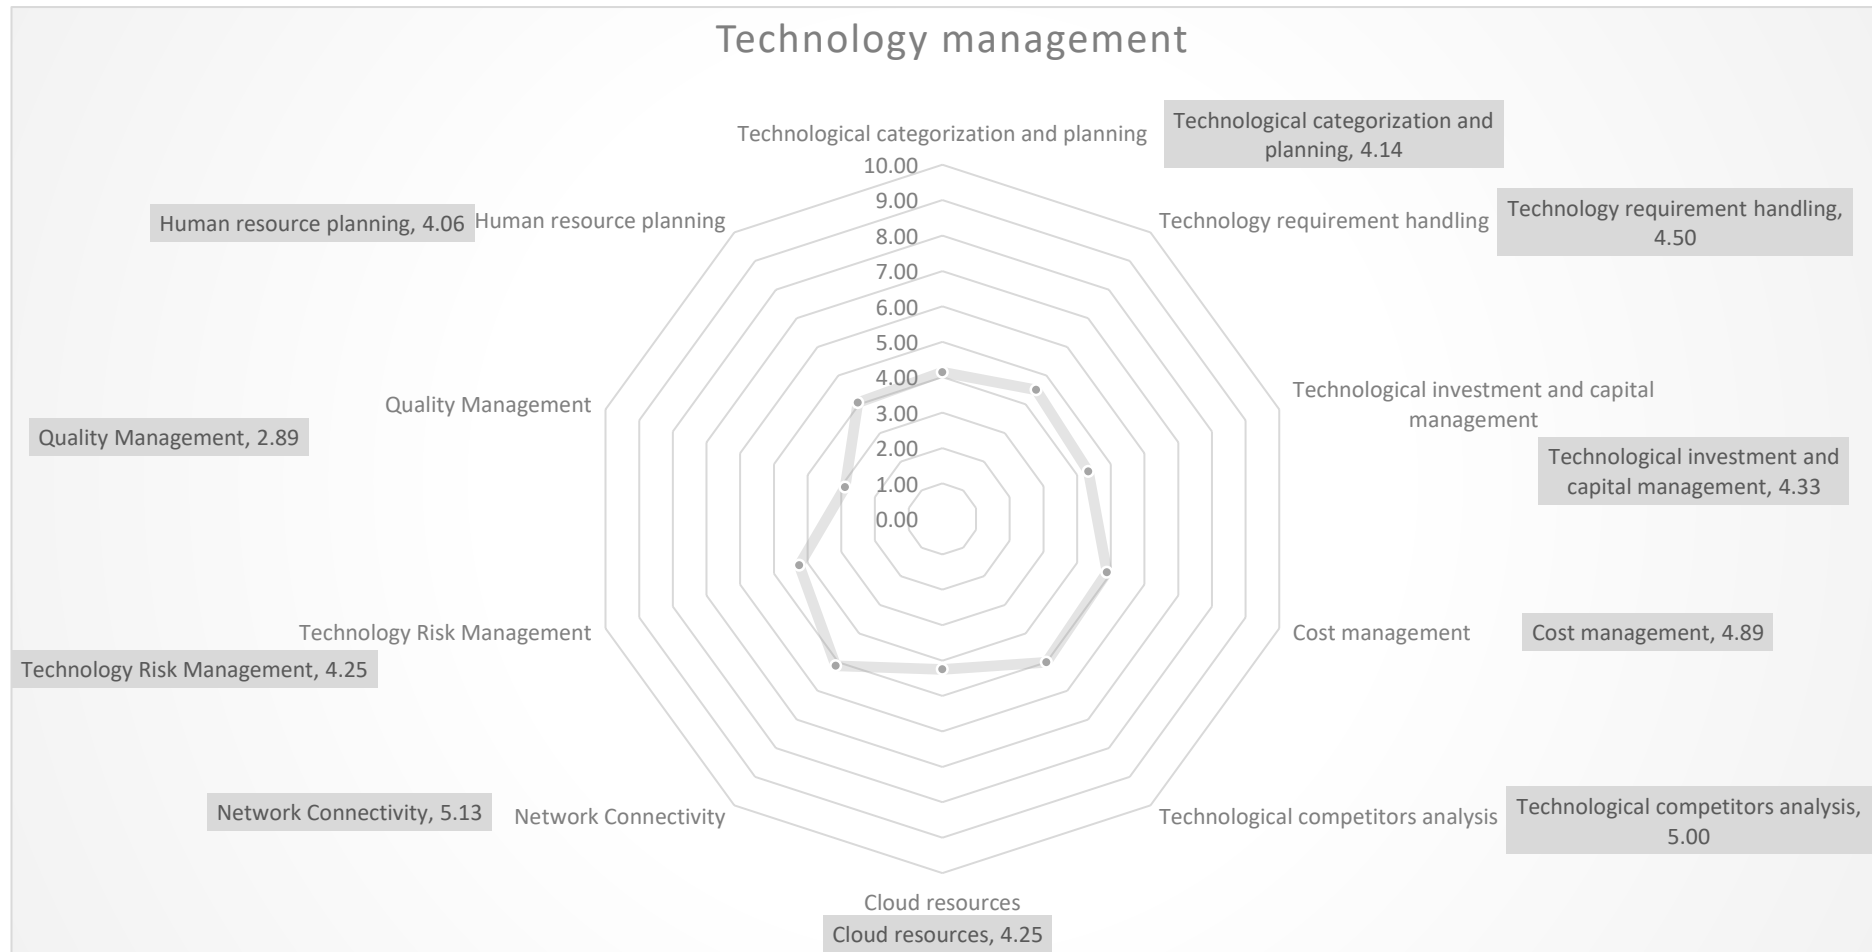 Technology management
Technological categorization and planning
Technological categorization and
planning, 4.14
10.00
9.00
8.00
7.00
6.00
5.00
4.00
3.00
2.00
1.00
0.00
Technology requirement handling
Technology requirement handling,
4.50
Technological investment and capital
management
Technological investment and
capital management, 4.33
Cost management
Cost management, 4.89
Technological competitors analysis
Technological competitors analysis,
5.00
Cloud resources
Cloud resources, 4.25
Network Connectivity
Network Connectivity, 5.13
Technology Risk Management
Technology Risk Management, 4.25
Quality Management
Quality Management, 2.89
Human resource planning
Human resource planning, 4.06